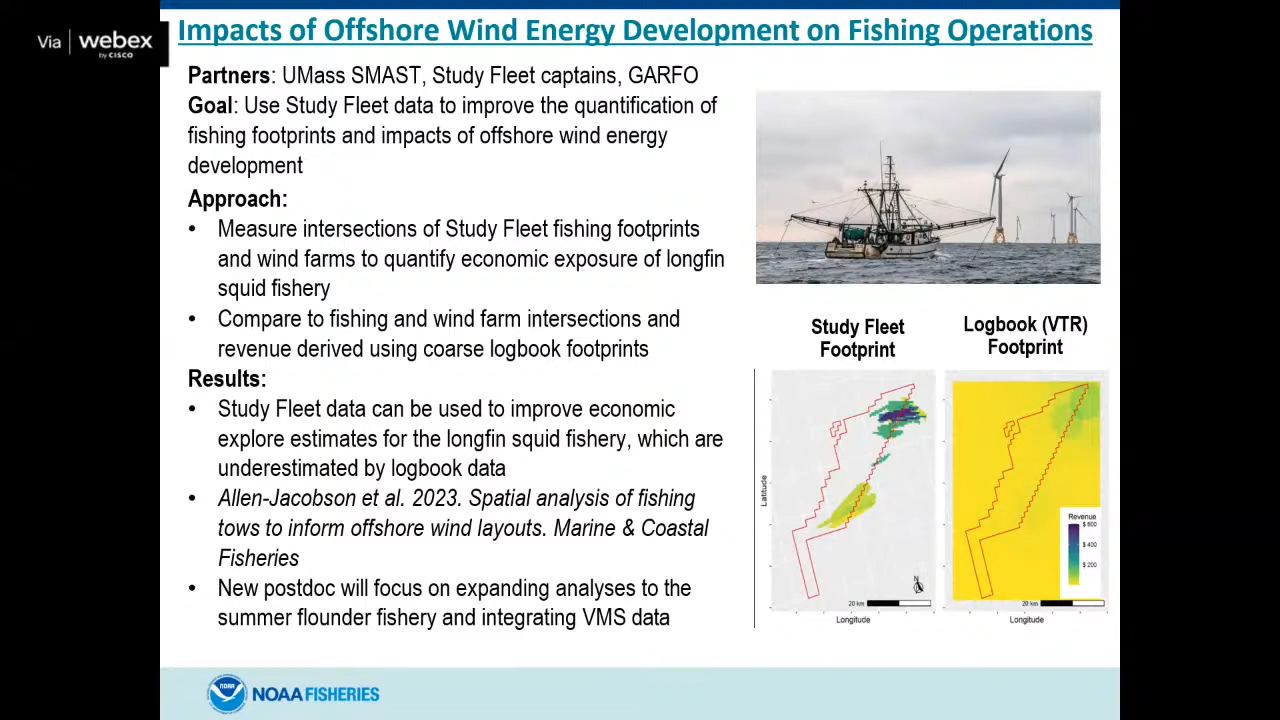 Via webex
by CISCO
Impacts of Offshore Wind Energy Development on Fishing Operations
Partners: UMass SMAST, Study Fleet captains, GARFO
Goal: Use Study Fleet data to improve the quantification of
fishing footprints and impacts of offshore wind energy
development
Approach:
• Measure intersections of Study Fleet fishing footprints
and wind farms to quantify economic exposure of longfin
squid fishery
• Compare to fishing and wind farm intersections and
revenue derived using coarse logbook footprints
Results:
• Study Fleet data can be used to improve economic
explore estimates for the longfin squid fishery, which are
underestimated by logbook data
• Allen-Jacobson et al. 2023. Spatial analysis of fishing
tows to inform offshore wind layouts. Marine & Coastal
Fisheries
• New postdoc will focus on expanding analyses to the
summer flounder fishery and integrating VMS data
Study Fleet
Footprint
Logbook (VTR)
Footprint
Latitude
Revenue
$ 600
$ 400
$ 200
N
20 km
20 km
Longitude
Longitude
NOAA
NOAA FISHERIES